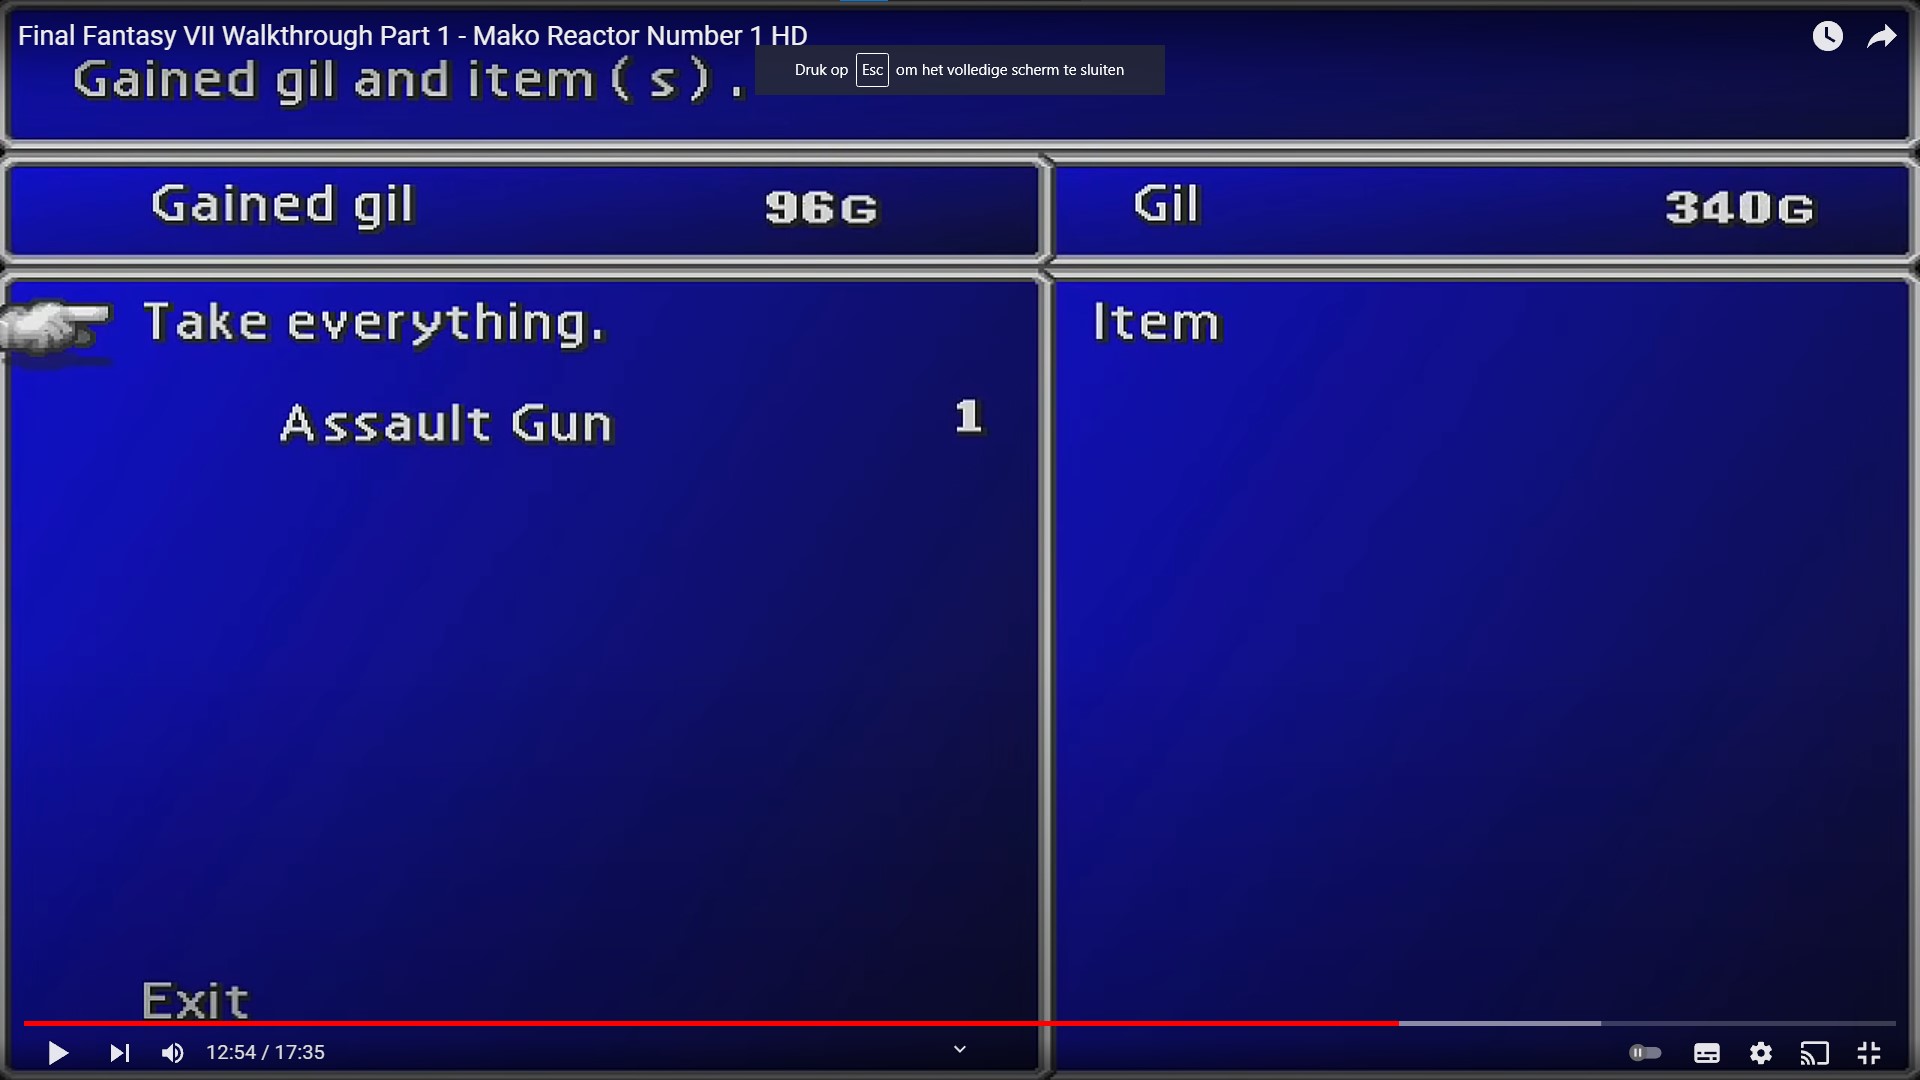 Final Fantasy VII Walkthrough Part 1 - Mako Reactor Number 1 HD
Druk op Esc om het volledige scherm te sluiten
Gained gil and item(s).
Gained gil 96G
Gil 340G
Take everything.
Item
Assault Gun 1
Exit
12:54 / 17:35